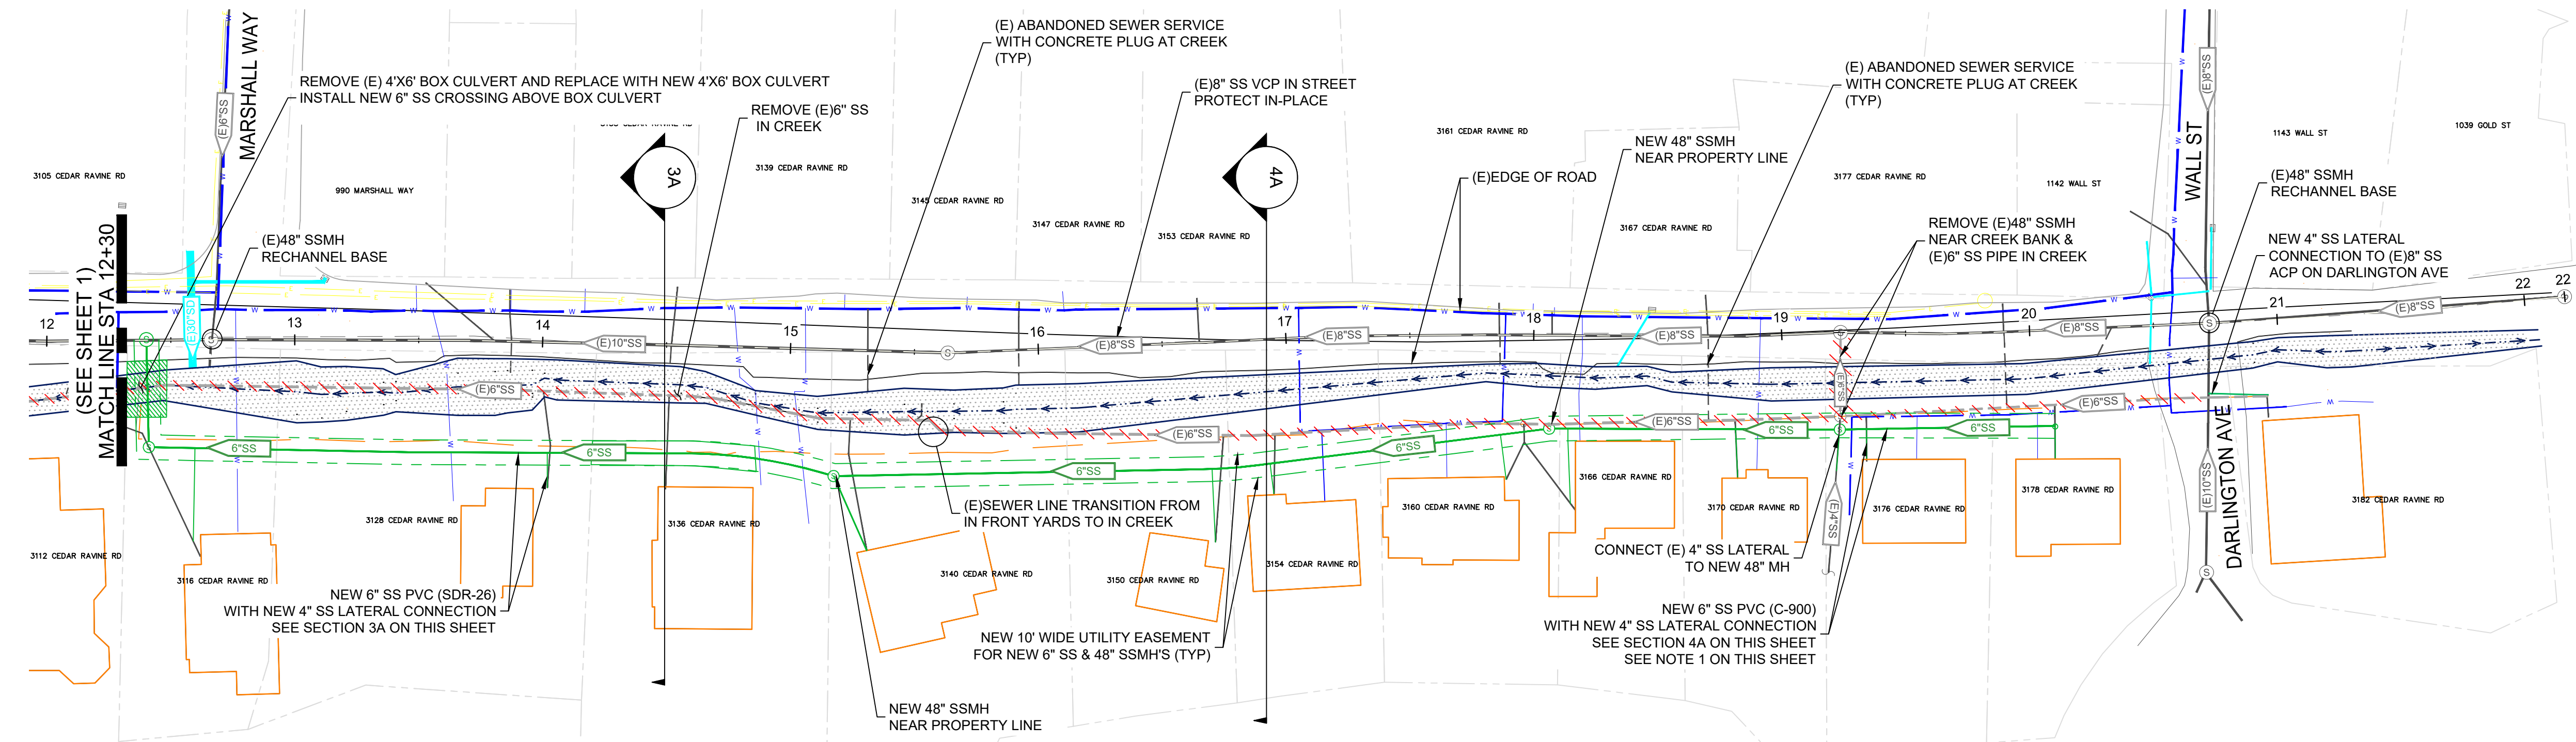 MARSHALL WAY
(E)6"SS
REMOVE (E) 4'X6' BOX CULVERT AND REPLACE WITH NEW 4'X6' BOX CULVERT
INSTALL NEW 6" SS CROSSING ABOVE BOX CULVERT
(E) ABANDONED SEWER SERVICE
WITH CONCRETE PLUG AT CREEK
(TYP)
REMOVE (E)6" SS
IN CREEK
(E)8" SS VCP IN STREET
PROTECT IN-PLACE
(E) ABANDONED SEWER SERVICE
WITH CONCRETE PLUG AT CREEK
(TYP)
NEW 48" SSMH
NEAR PROPERTY LINE
(E)EDGE OF ROAD
(E)8"SS
WALL ST
3105 CEDAR RAVINE RD
990 MARSHALL WAY
3139 CEDAR RAVINE RD
3145 CEDAR RAVINE RD
3147 CEDAR RAVINE RD
3153 CEDAR RAVINE RD
3161 CEDAR RAVINE RD
3167 CEDAR RAVINE RD
3177 CEDAR RAVINE RD
1142 WALL ST
1143 WALL ST
1039 GOLD ST
3A
4A
(E)48" SSMH
RECHANNEL BASE
REMOVE (E)48" SSMH
NEAR CREEK BANK &
(E)6" SS PIPE IN CREEK
(E)48" SSMH
RECHANNEL BASE
NEW 4" SS LATERAL
CONNECTION TO (E)8" SS
ACP ON DARLINGTON AVE
(SEE SHEET 1)
MATCH LINE STA 12+30
(E)30"SD
12
13
14
15
16
17
18
19
20
21
22
22
S
S
S
S
S
(E)10"SS
(E)8"SS
(E)8"SS
(E)8"SS
(E)8"SS
(E)8"SS
(E)6"SS
(E)6"SS
(E)6"SS
(E)6"SS
(E)6"SS
6"SS
6"SS
6"SS
6"SS
6"SS
6"SS
(E)4"SS
(E)10"SS
DARLINGTON AVE
3112 CEDAR RAVINE RD
3116 CEDAR RAVINE RD
3128 CEDAR RAVINE RD
3136 CEDAR RAVINE RD
3140 CEDAR RAVINE RD
3150 CEDAR RAVINE RD
3154 CEDAR RAVINE RD
3160 CEDAR RAVINE RD
3166 CEDAR RAVINE RD
3170 CEDAR RAVINE RD
3176 CEDAR RAVINE RD
3178 CEDAR RAVINE RD
3182 CEDAR RAVINE RD
(E)SEWER LINE TRANSITION FROM
IN FRONT YARDS TO IN CREEK
NEW 6" SS PVC (SDR-26)
WITH NEW 4" SS LATERAL CONNECTION
SEE SECTION 3A ON THIS SHEET
NEW 10' WIDE UTILITY EASEMENT
FOR NEW 6" SS & 48" SSMH'S (TYP)
NEW 48" SSMH
NEAR PROPERTY LINE
CONNECT (E) 4" SS LATERAL
TO NEW 48" MH
NEW 6" SS PVC (C-900)
WITH NEW 4" SS LATERAL CONNECTION
SEE SECTION 4A ON THIS SHEET
SEE NOTE 1 ON THIS SHEET